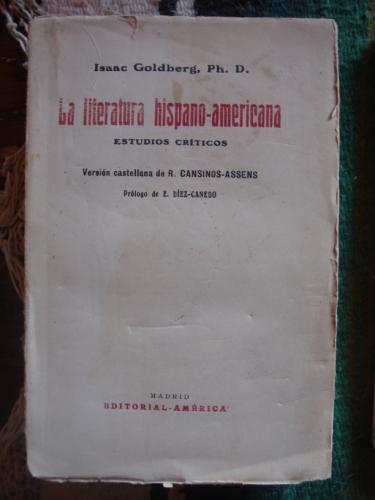 Isaac Goldberg, Ph. D.
La literatura hispano-americana
ESTUDIOS CRÍTICOS
Versión castellana de R. CANSINOS-ASSENS
Prólogo de E. DÍEZ-CANEDO
MADRID
EDITORIAL-AMÉRICA